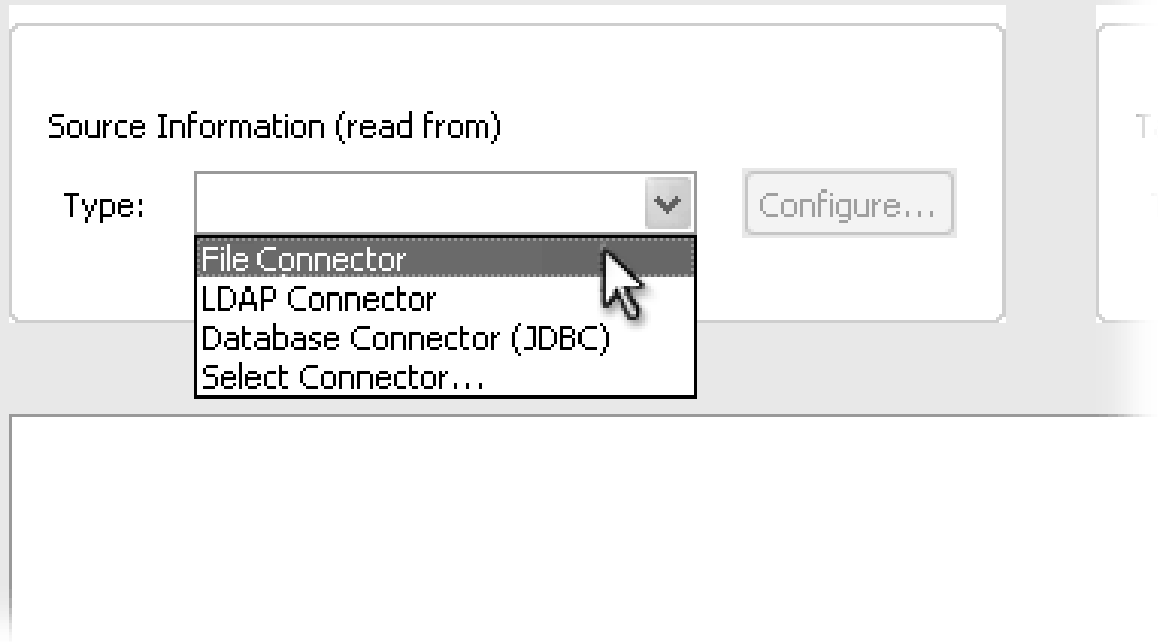 Source Information (read from)
Type:
Configure...
File Connector
LDAP Connector
Database Connector (JDBC)
Select Connector...